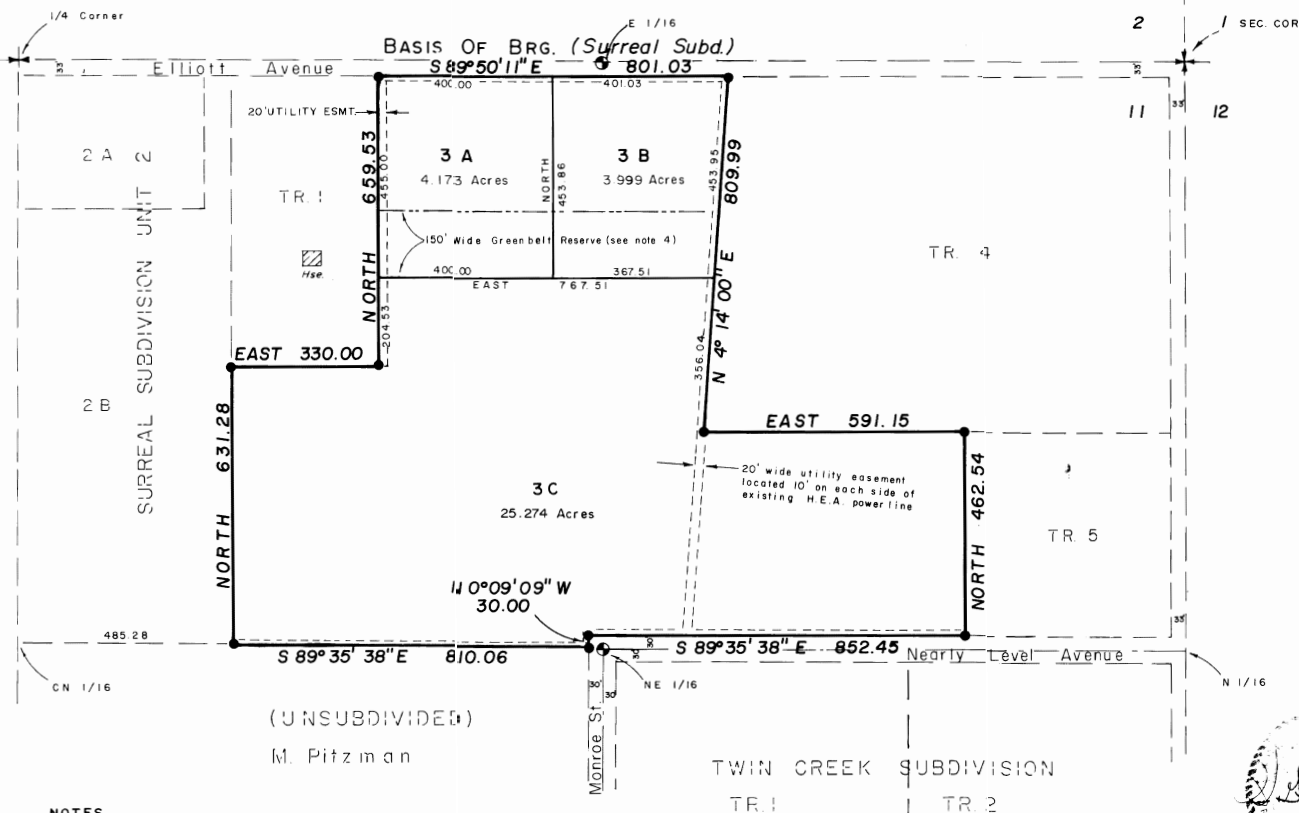 1/4 Corner
E 1/16
2
1 SEC. COR
BASIS OF BRG. (Surreal Subd.)
33'
Elliott Avenue
S 89°50'11" E 801.03
33'
400.00
401.03
33'
11
12
20' UTILITY ESMT.
2 A
TR. 1
659.53
455.00
3 A
4.173 Acres
NORTH
453.86
3 B
3.999 Acres
453.95
809.99
SURREAL SUBDIVISION UNIT 2
150' Wide Greenbelt Reserve (see note 4)
TR. 4
Hse.
400.00
367.51
EAST 767.51
NORTH
204.53
N 4° 14' 00" E
356.04
EAST 330.00
2 B
631.28
EAST 591.15
20' wide utility easement
located 10' on each side of
existing H.E.A. powerline
3 C
25.274 Acres
NORTH 462.54
TR. 5
NORTH
N 0°09'09" W
30.00
33'
485.28
S 89°35'38" E 810.06
S 89°35'38" E 852.45
30'
30'
Nearly Level Avenue
CN 1/16
NE 1/16
N 1/16
30'
30'
Monroe St.
(UNSUBDIVIDED)
M. Pitzman
TWIN CREEK SUBDIVISION
TR. 1
TR. 2
NOTES